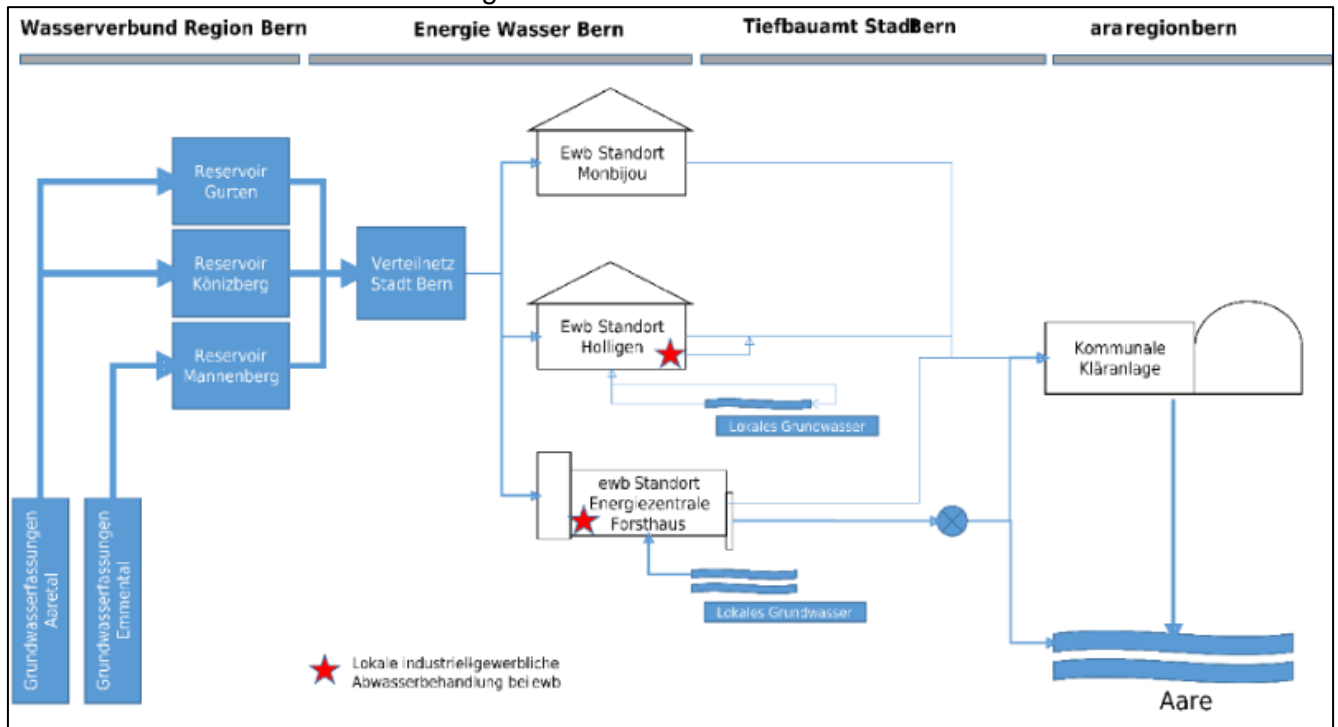 Wasserverbund Region Bern
Energie Wasser Bern
Tiefbauamt StadBern
araregionbern
Reservoir
Gurten
Reservoir
Könizberg
Reservoir
Mannenberg
Verteilnetz
Stadt Bern
Ewb Standort
Monbijou
Ewb Standort
Holligen
Lokales Grundwasser
ewb Standort
Energiezentrale
Forsthaus
Lokales Grundwasser
Kommunale
Kläranlage
Grundwasserfassungen
Aaretal
Grundwasserfassungen
Emmental
Lokale industriell-gewerbliche
Abwasserbehandlung bei ewb
Aare